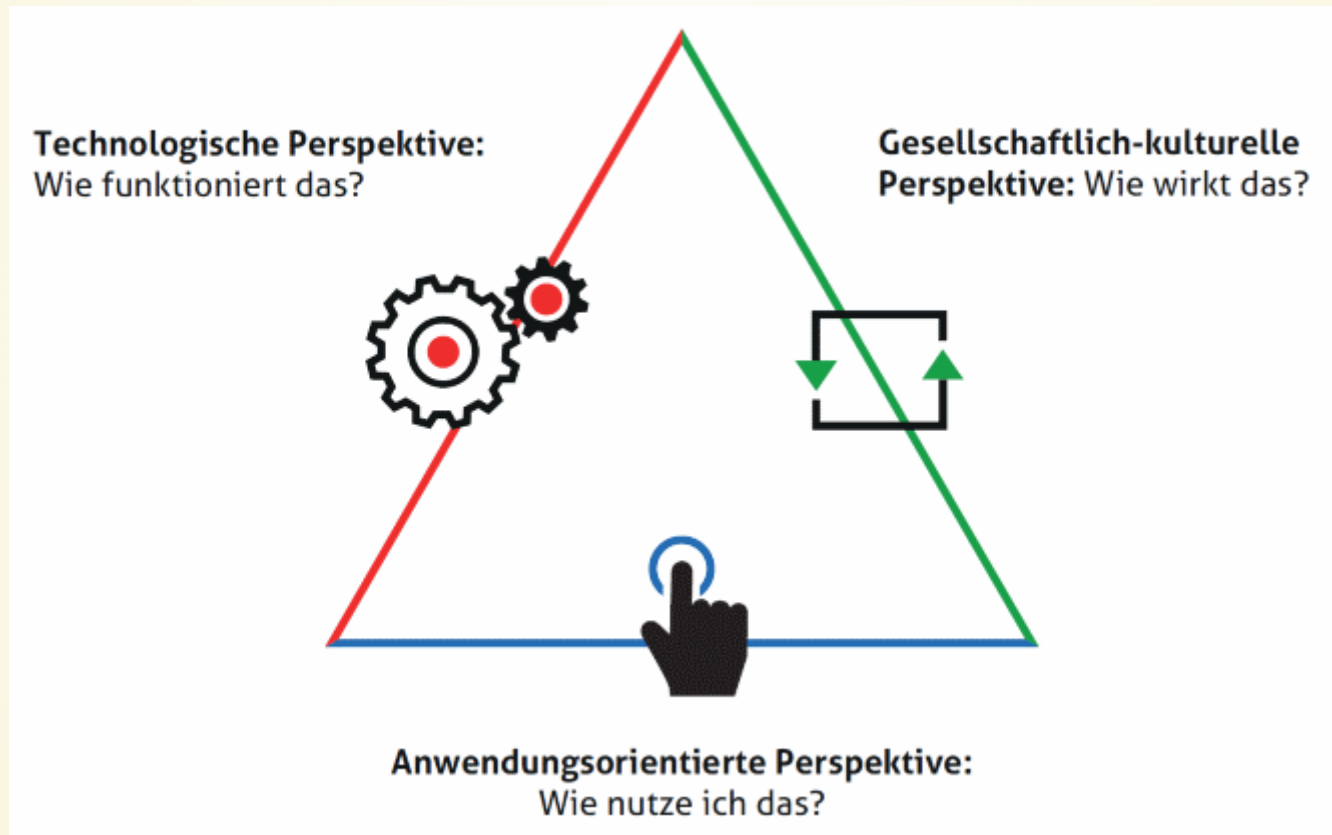 Technologische Perspektive:
Wie funktioniert das?
Gesellschaftlich-kulturelle
Perspektive: Wie wirkt das?
Anwendungsorientierte Perspektive:
Wie nutze ich das?